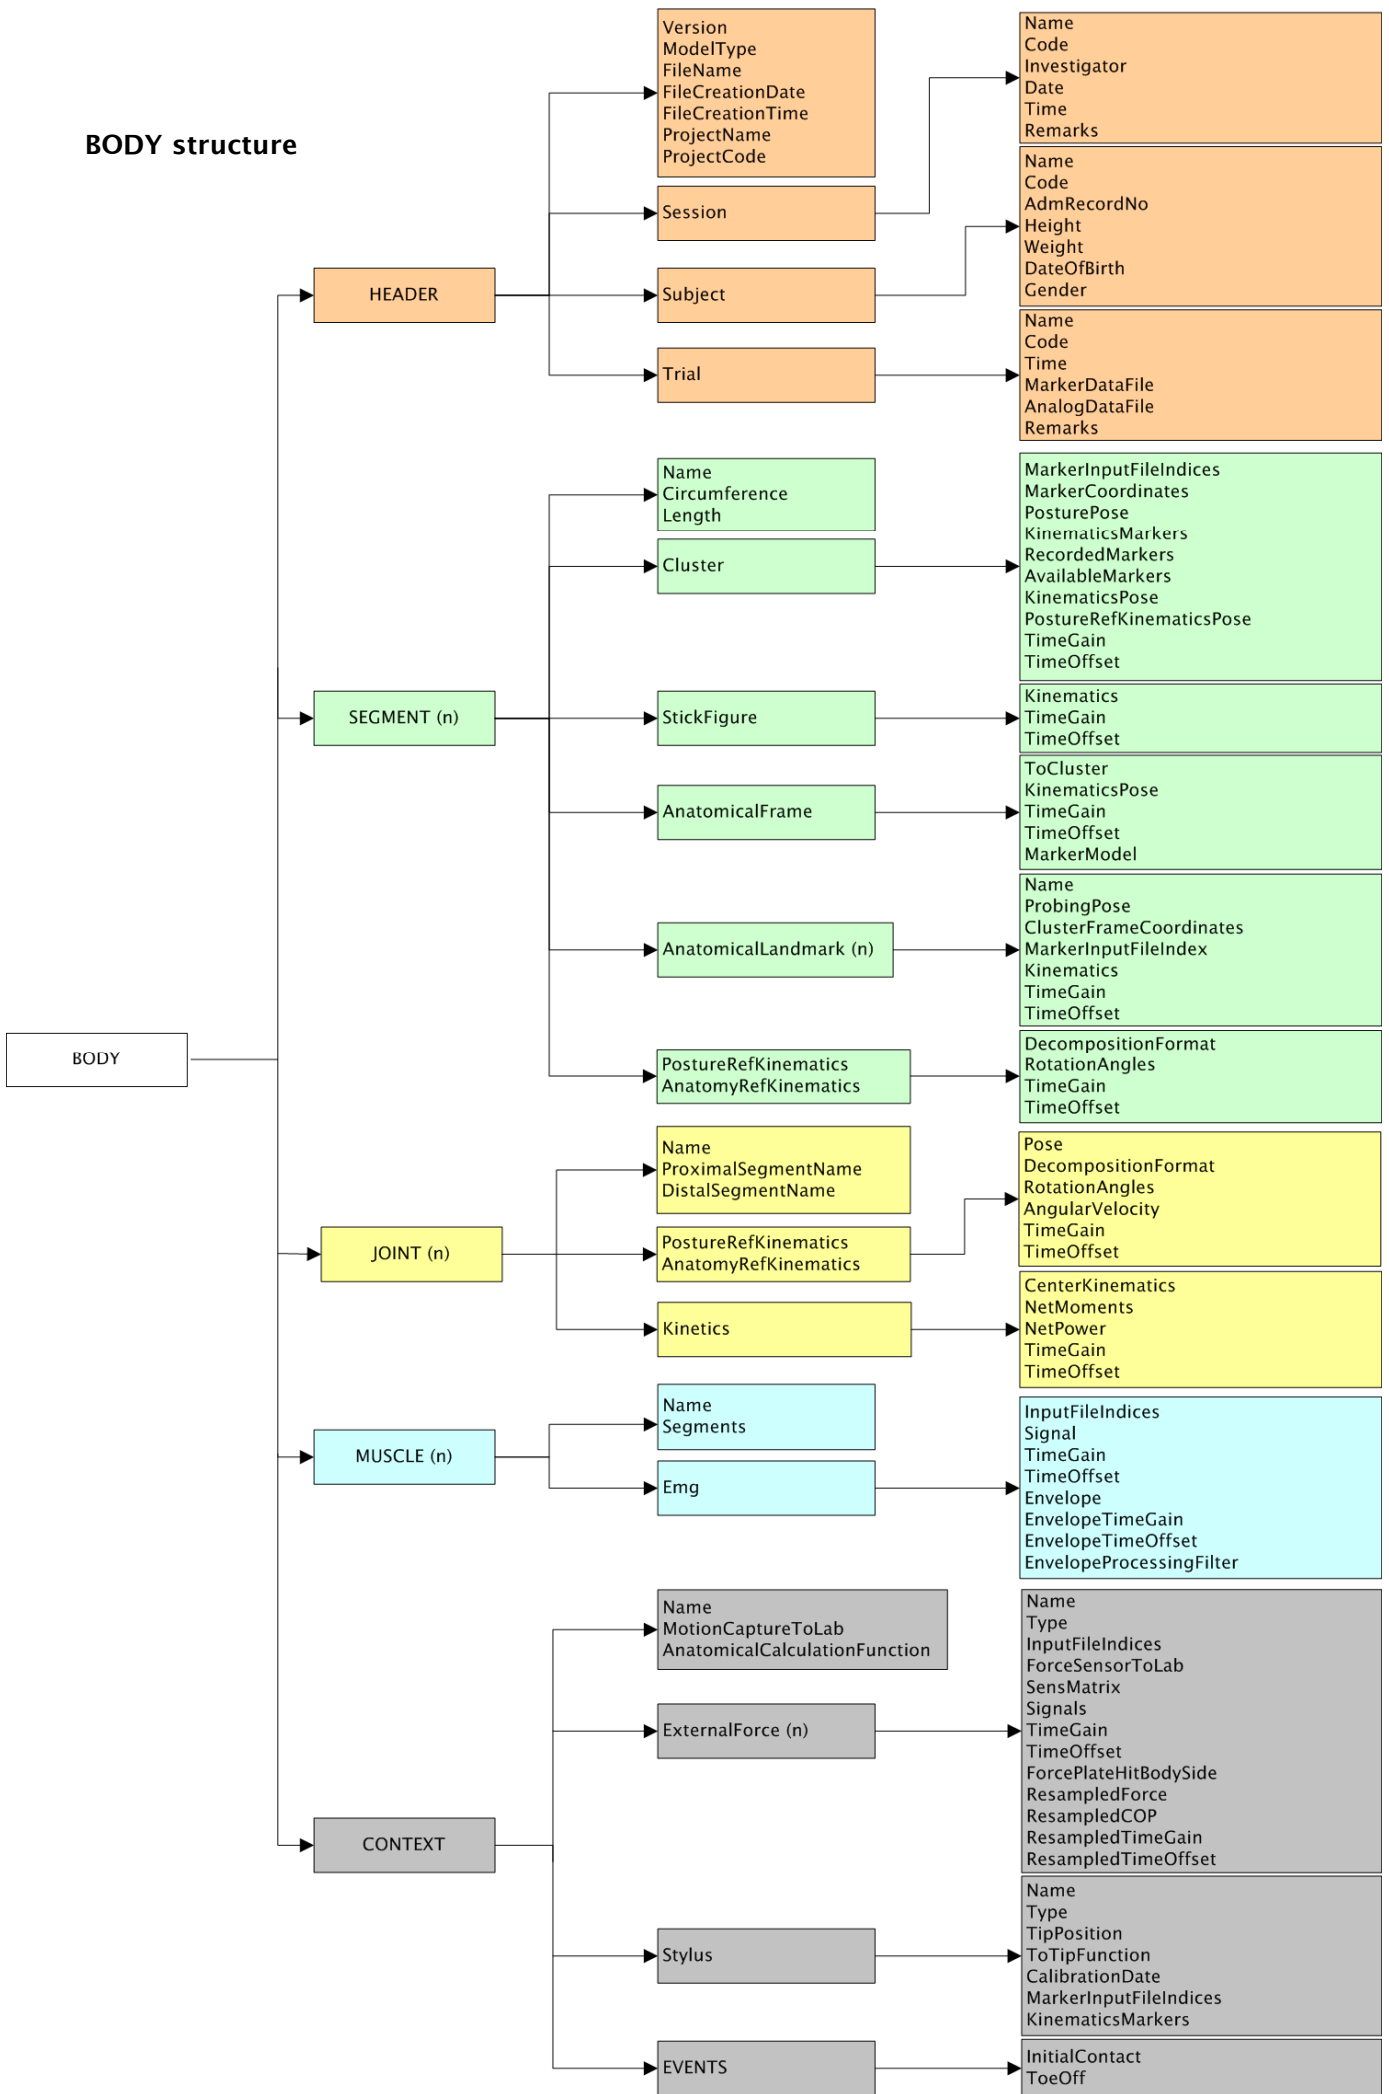 BODY structure
BODY
HEADER
Version
ModelType
FileName
FileCreationDate
FileCreationTime
ProjectName
ProjectCode
Session
Name
Code
Investigator
Date
Time
Remarks
Subject
Name
Code
AdmRecordNo
Height
Weight
DateOfBirth
Gender
Trial
Name
Code
Time
MarkerDataFile
AnalogDataFile
Remarks
SEGMENT (n)
Name
Circumference
Length
Cluster
MarkerInputFileIndices
MarkerCoordinates
PosturePose
KinematicsMarkers
RecordedMarkers
AvailableMarkers
KinematicsPose
PostureRefKinematicsPose
TimeGain
TimeOffset
StickFigure
Kinematics
TimeGain
TimeOffset
AnatomicalFrame
ToCluster
KinematicsPose
TimeGain
TimeOffset
MarkerModel
AnatomicalLandmark (n)
Name
ProbingPose
ClusterFrameCoordinates
MarkerInputFileIndex
Kinematics
TimeGain
TimeOffset
PostureRefKinematics
AnatomyRefKinematics
DecompositionFormat
RotationAngles
TimeGain
TimeOffset
JOINT (n)
Name
ProximalSegmentName
DistalSegmentName
PostureRefKinematics
AnatomyRefKinematics
Pose
DecompositionFormat
RotationAngles
AngularVelocity
TimeGain
TimeOffset
Kinetics
CenterKinematics
NetMoments
NetPower
TimeGain
TimeOffset
MUSCLE (n)
Name
Segments
Emg
InputFileIndices
Signal
TimeGain
TimeOffset
Envelope
EnvelopeTimeGain
EnvelopeTimeOffset
EnvelopeProcessingFilter
CONTEXT
Name
MotionCaptureToLab
AnatomicalCalculationFunction
ExternalForce (n)
Name
Type
InputFileIndices
ForceSensorToLab
SensMatrix
Signals
TimeGain
TimeOffset
ForcePlateHitBodySide
ResampledForce
ResampledCOP
ResampledTimeGain
ResampledTimeOffset
Stylus
Name
Type
TipPosition
ToTipFunction
CalibrationDate
MarkerInputFileIndices
KinematicsMarkers
EVENTS
InitialContact
ToeOff